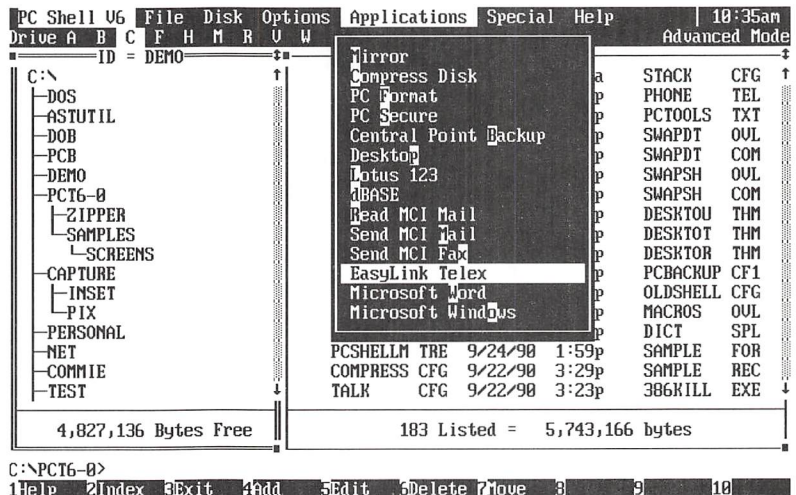 PC Shell V6 File Disk Options Applications Special Help 10:35am
Drive A B C F H M R V W Advanced Mode
ID = DEMO
C:\
DOS
ASTUTIL
DOB
PCB
DEMO
PCT6-0
ZIPPER
SAMPLES
SCREENS
CAPTURE
INSET
PIX
PERSONAL
NET
COMMIE
TEST
Mirror
Compress Disk
PC Format
PC Secure
Central Point Backup
Desktop
Lotus 123
dBASE
Read MCI Mail
Send MCI Mail
Send MCI Fax
EasyLink Telex
Microsoft Word
Microsoft Windows
a STACK CFG
p PHONE TEL
p PCTOOLS TXT
p SWAPDT OVL
p SWAPDT COM
p SWAPSH OVL
p SWAPSH COM
p DESKTOU THM
p DESKTOT THM
p DESKTOR THM
p PCBACKUP CF1
p OLDSHELL CFG
p MACROS OVL
p DICT SPL
PCSHELLM TRE 9/24/90 1:59p SAMPLE FOR
COMPRESS CFG 9/22/90 3:29p SAMPLE REC
TALK CFG 9/22/90 3:23p 386KILL EXE
4,827,136 Bytes Free
183 Listed = 5,743,166 bytes
C:\PCT6-0>
1Help 2Index 3Exit 4Add 5Edit 6Delete 7Move 8 9 10